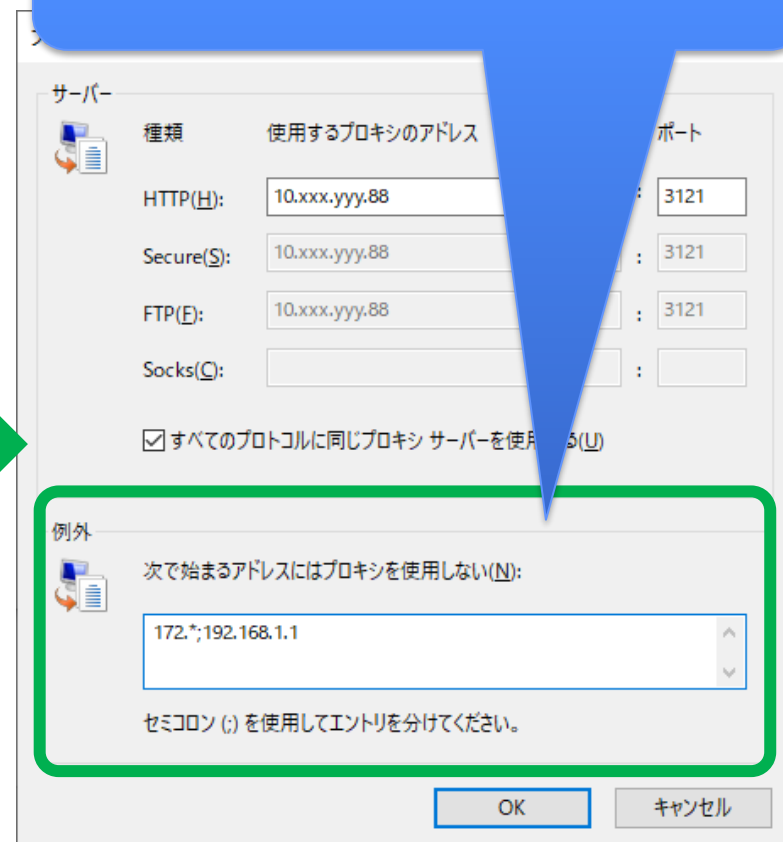 サーバー
種類 使用するプロキシのアドレス ポート
HTTP(H): 10.xxx.yyy.88 : 3121
Secure(S): 10.xxx.yyy.88 : 3121
FTP(F): 10.xxx.yyy.88 : 3121
Socks(C): :
すべてのプロトコルに同じプロキシ サーバーを使用 る(U)
例外
次で始まるアドレスにはプロキシを使用しない(N):
172.*;192.168.1.1
セミコロン (;) を使用してエントリを分けてください。
OK キャンセル